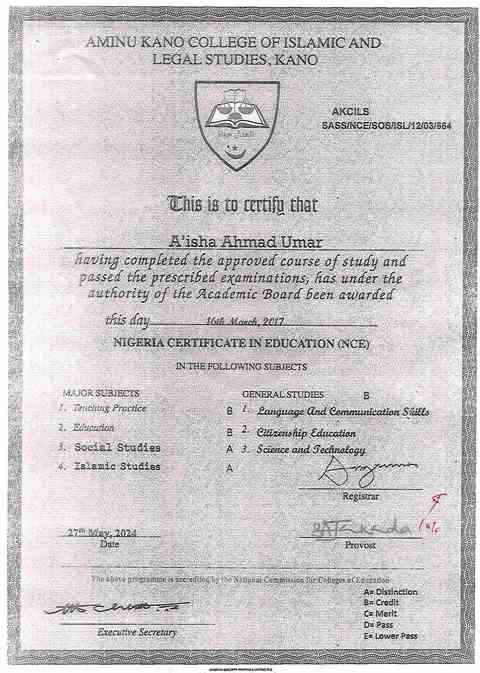 AMINU KANO COLLEGE OF ISLAMIC AND
LEGAL STUDIES, KANO
AKCILS
SASS/NCE/SOS/ISL/12/03/664
This is to certify that
A'isha Ahmad Umar
having completed the approved course of study and
passed the prescribed examinations, has under the
authority of the Academic Board been awarded
this day 16th March, 2017
NIGERIA CERTIFICATE IN EDUCATION (NCE)
IN THE FOLLOWING SUBJECTS
MAJOR SUBJECTS
1. Teaching Practice B
2. Education B
3. Social Studies A
4. Islamic Studies A
GENERAL STUDIES B
1. Language And Communication Skills
2. Citizenship Education
3. Science and Technology
Registrar
27th May, 2024
Date
Provost
The above programme is accredited by the National Commission for Colleges of Education
Executive Secretary
A= Distinction
B= Credit
C= Merit
D= Pass
E= Lower Pass